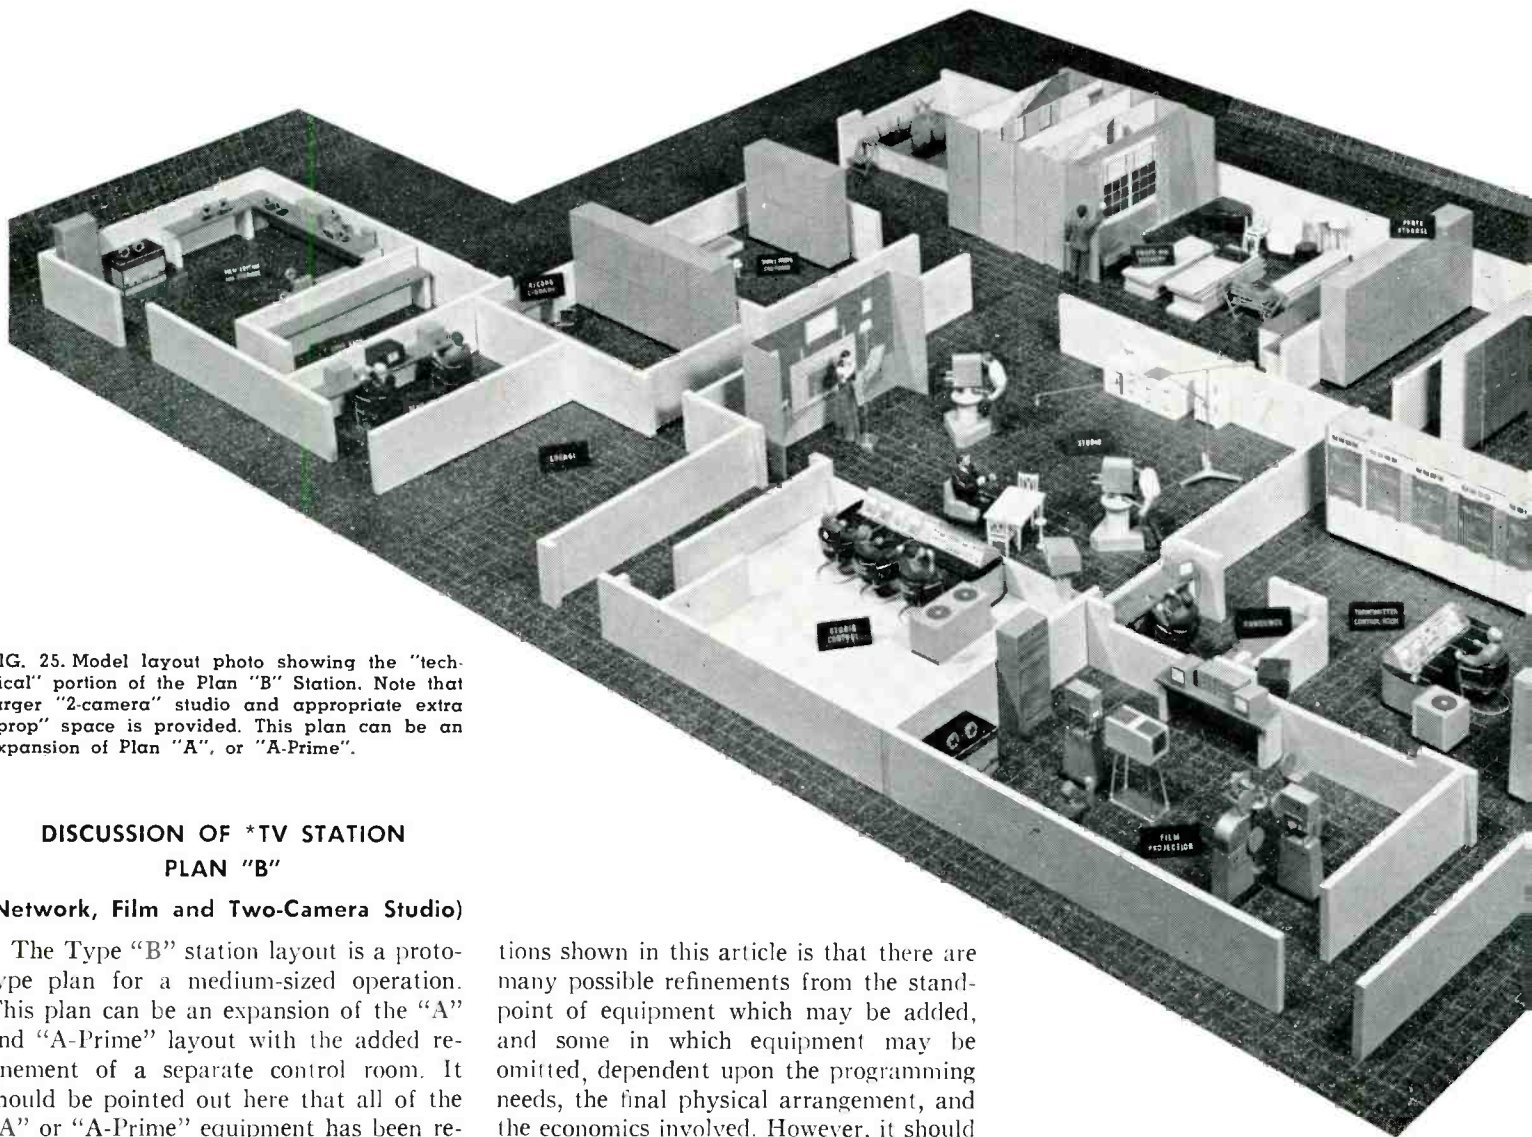 RECORD
LIBRARY
PROPS
STORAGE
LOUNGE
STUDIO
STUDIO
CONTROL
ANNOUNCE
TRANSMITTER
CONTROL ROOM
FILM
PROJECTION
IG. 25. Model layout photo showing the "tech-
ical" portion of the Plan "B" Station. Note that
arger "2-camera" studio and appropriate extra
prop" space is provided. This plan can be an
xpansion of Plan "A", or "A-Prime".
DISCUSSION OF *TV STATION
PLAN "B"
Network, Film and Two-Camera Studio)
The Type “B” station layout is a proto-
ype plan for a medium-sized operation.
This plan can be an expansion of the “A”
nd “A-Prime” layout with the added re-
nement of a separate control room. It
hould be pointed out here that all of the
A” or “A-Prime” equipment has been re-
tions shown in this article is that there are
many possible refinements from the stand-
point of equipment which may be added,
and some in which equipment may be
omitted, dependent upon the programming
needs, the final physical arrangement, and
the economics involved. However, it should